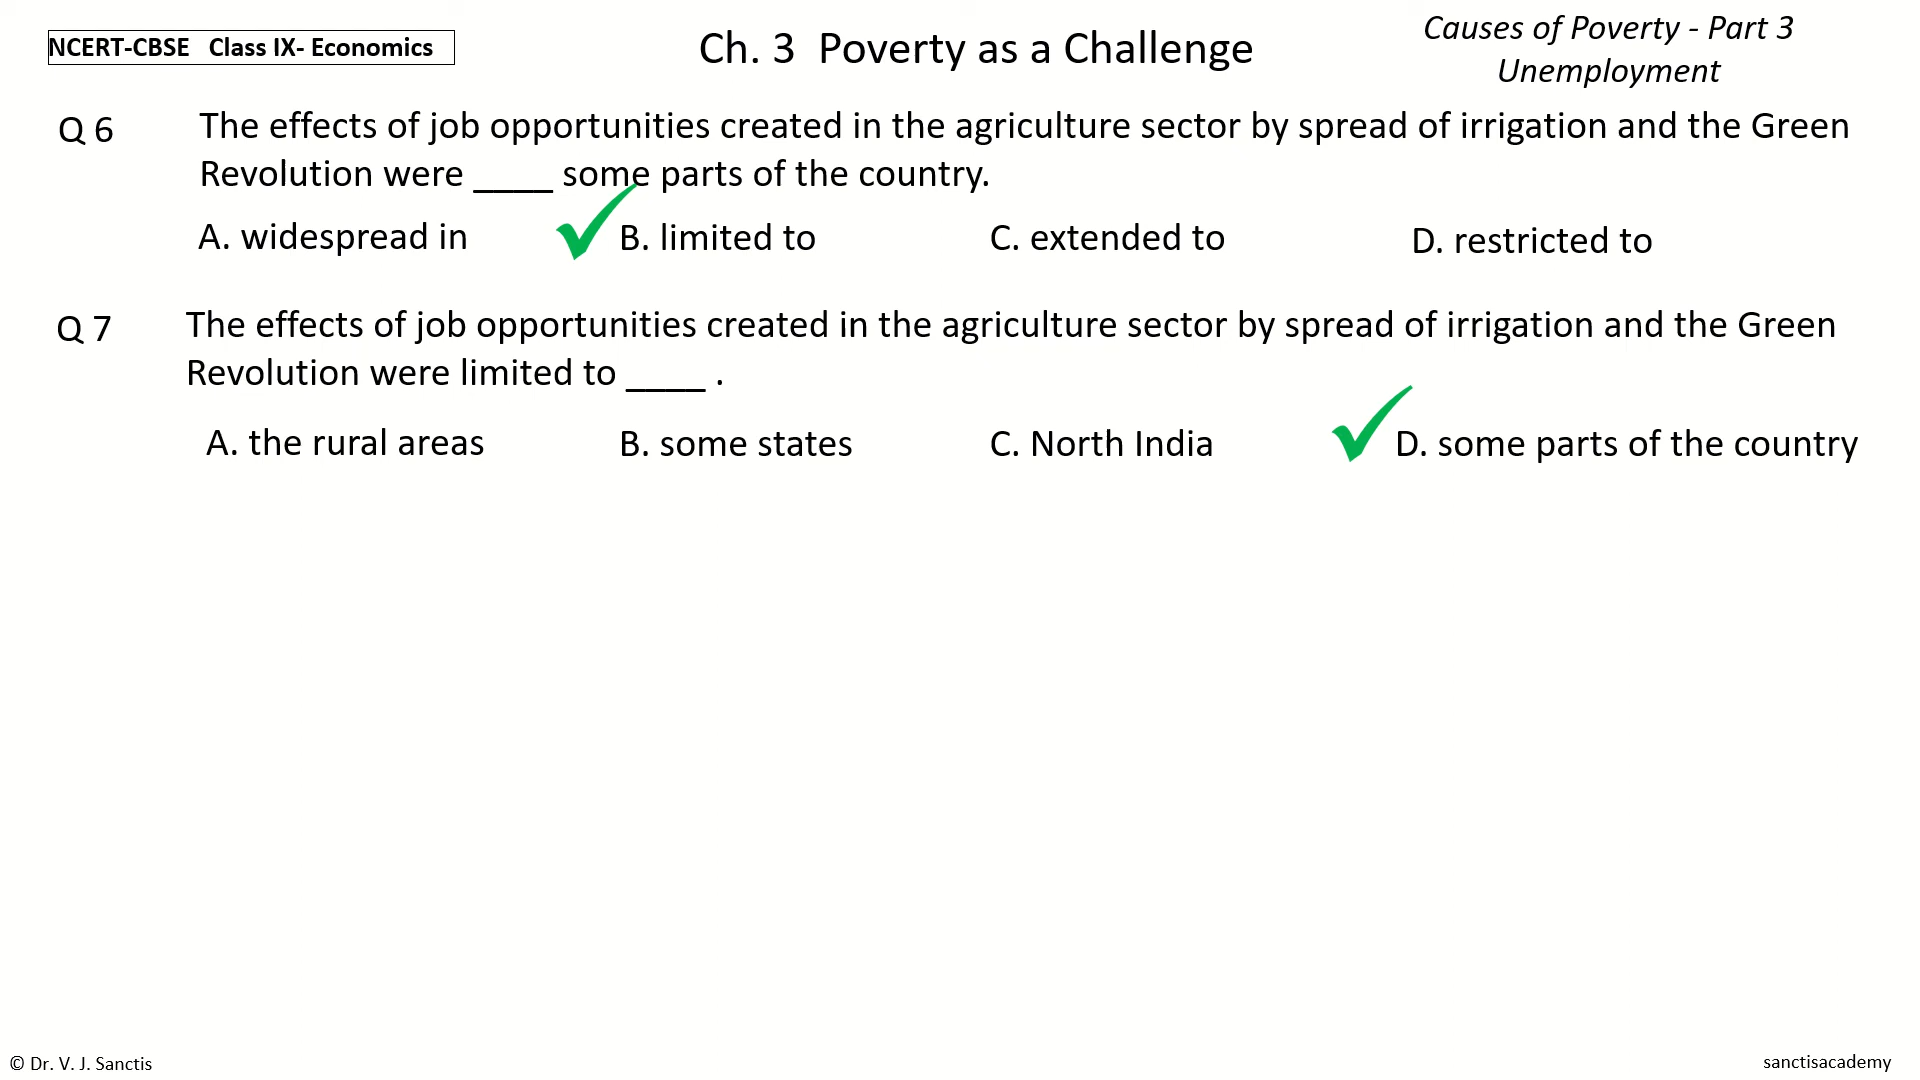 NCERT-CBSE Class IX- Economics
Ch. 3 Poverty as a Challenge
Causes of Poverty - Part 3
Unemployment
Q 6 The effects of job opportunities created in the agriculture sector by spread of irrigation and the Green
Revolution were ____ some parts of the country.
A. widespread in B. limited to C. extended to D. restricted to
Q 7 The effects of job opportunities created in the agriculture sector by spread of irrigation and the Green
Revolution were limited to ____ .
A. the rural areas B. some states C. North India D. some parts of the country
© Dr. V. J. Sanctis
sanctisacademy